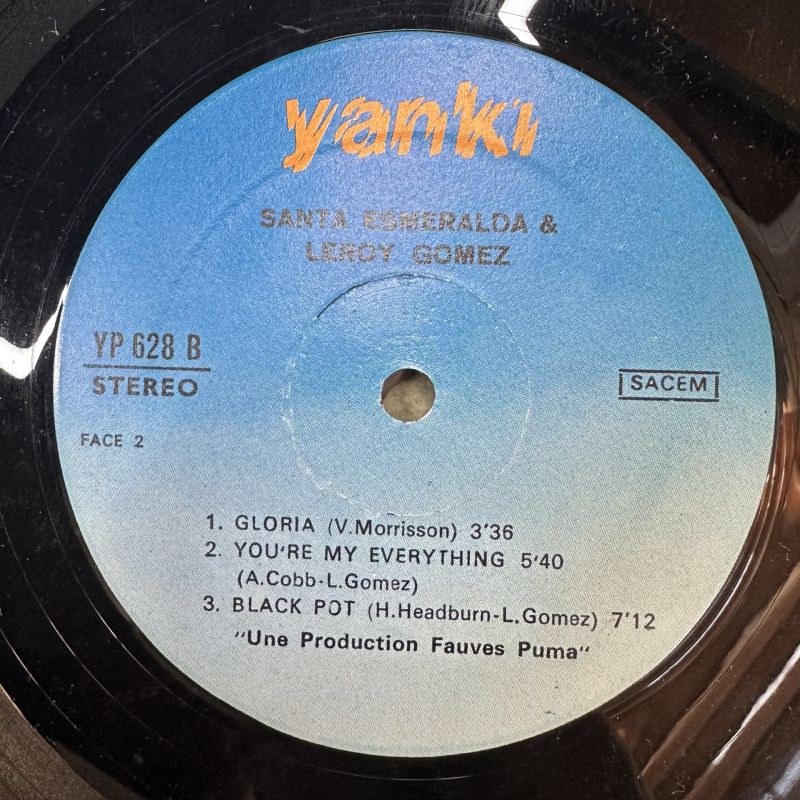 yanki
SANTA ESMERALDA &
LEROY GOMEZ
YP 628 B
STEREO
SACEM
FACE 2
1. GLORIA (V.Morrisson) 3'36
2. YOU'RE MY EVERYTHING 5'40
(A.Cobb-L.Gomez)
3. BLACK POT (H.Headburn-L.Gomez) 7'12
"Une Production Fauves Puma"